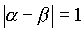 |α − β| = 1